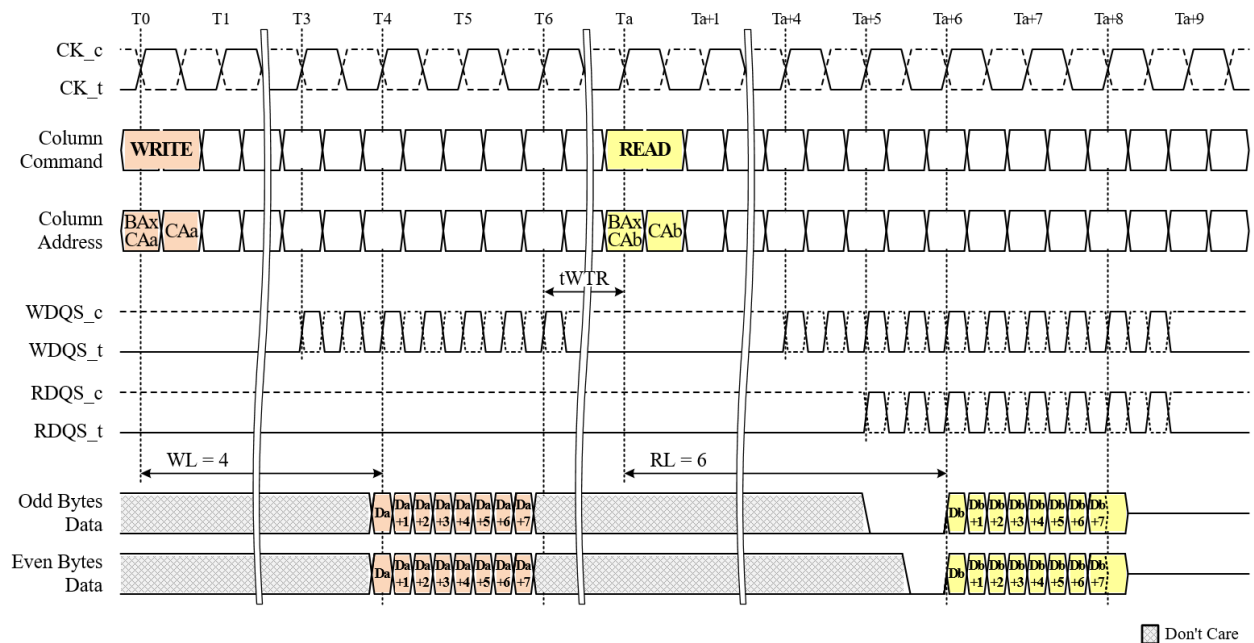 T0 T1 T3 T4 T5 T6 Ta Ta+1 Ta+4 Ta+5 Ta+6 Ta+7 Ta+8 Ta+9
CK_c
CK_t
Column
Command
WRITE READ
Column
Address
BAx
CAa
CAa
BAx
CAb
CAb
tWTR
WDQS_c
WDQS_t
RDQS_c
RDQS_t
WL = 4 RL = 6
Odd Bytes
Data
Da Da
+1 Da
+2 Da
+3 Da
+4 Da
+5 Da
+6 Da
+7
Db Db
+1 Db
+2 Db
+3 Db
+4 Db
+5 Db
+6 Db
+7
Even Bytes
Data
Da Da
+1 Da
+2 Da
+3 Da
+4 Da
+5 Da
+6 Da
+7
Db Db
+1 Db
+2 Db
+3 Db
+4 Db
+5 Db
+6 Db
+7
Don't Care